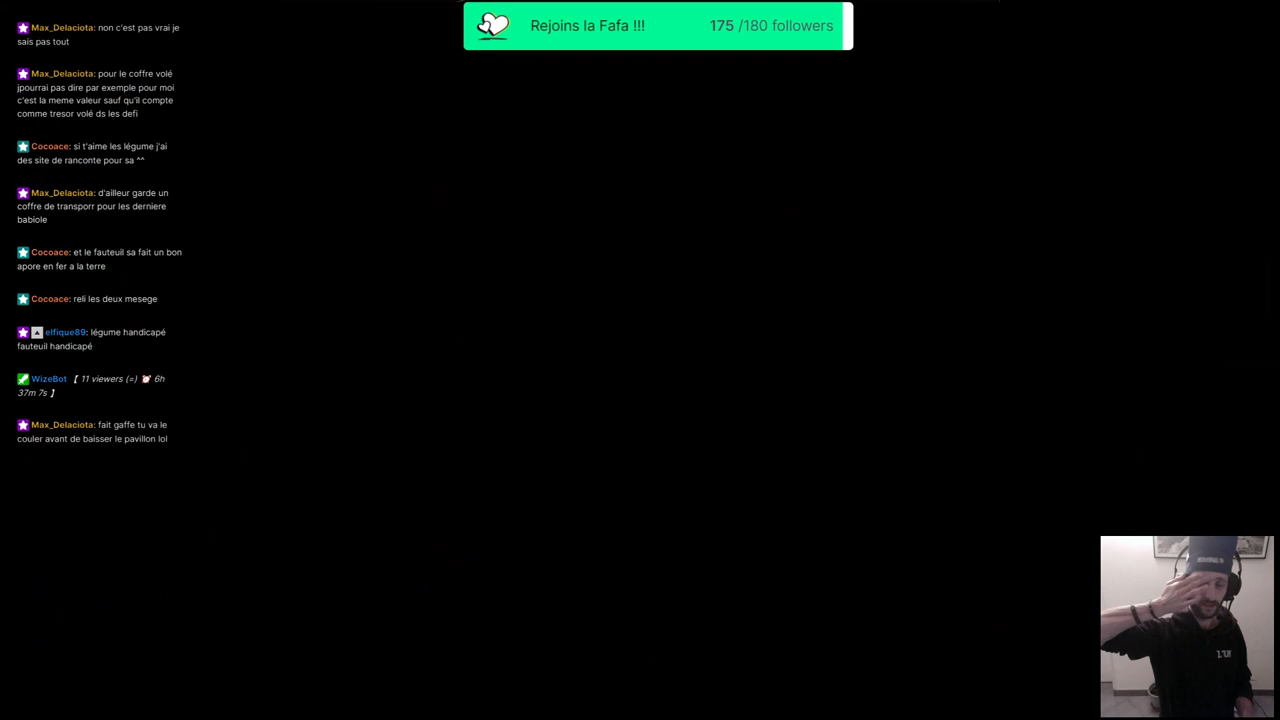 Max_Delaciota: non c'est pas vrai je
sais pas tout
Max_Delaciota: pour le coffre volé
jpourrai pas dire par exemple pour moi
c'est la meme valeur sauf qu'il compte
comme tresor volé ds les defi
Cocoace: si t'aime les légume j'ai
des site de ranconte pour sa ^^
Max_Delaciota: d'ailleur garde un
coffre de transporr pour les derniere
babiole
Cocoace: et le fauteuil sa fait un bon
apore en fer a la terre
Cocoace: reli les deux mesege
elfique89: légume handicapé
fauteuil handicapé
WizeBot 【 11 viewers (=) ⏰ 6h
37m 7s 】
Max_Delaciota: fait gaffe tu va le
couler avant de baisser le pavillon lol
Rejoins la Fafa !!! 175 /180 followers